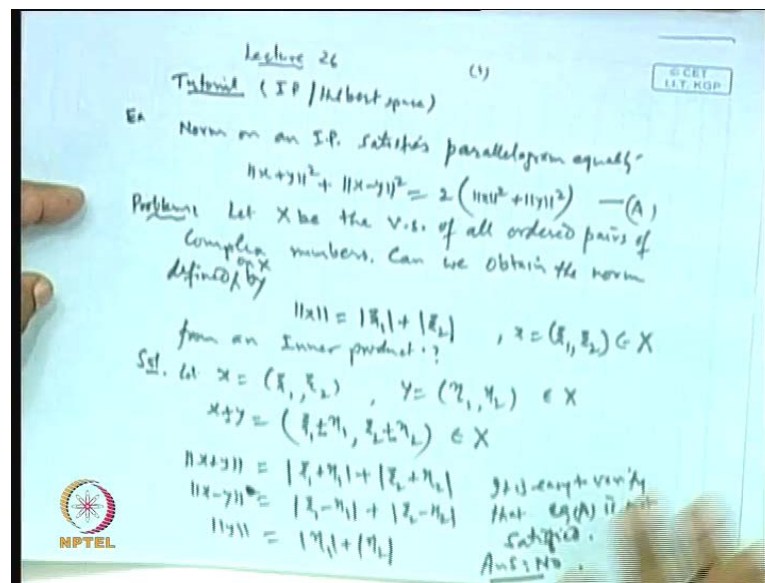 Lecture 26
(1)
© CET
I.I.T. KGP
Tutorial (IP / Hilbert space)
Ex Norm on an I.P. satisfies parallelogram equality
||x+y||² + ||x-y||² = 2 (||x||² + ||y||²) —(A)
Problem: Let X be the v.s. of all ordered pairs of
Complex numbers. Can we obtain the norm
defined on X by
||x|| = |ξ₁| + |ξ₂| , x = (ξ₁, ξ₂) ∈ X
from an Inner product.?
Sol. Let x = (ξ₁, ξ₂) , y = (η₁, η₂) ∈ X
x±y = (ξ₁±η₁, ξ₂±η₂) ∈ X
||x+y|| = |ξ₁+η₁| + |ξ₂+η₂|
||x-y|| = |ξ₁-η₁| + |ξ₂-η₂|
||y|| = |η₁| + |η₂|
It is easy to verify
that eq(A) is not
satisfied.
Ans: No.
NPTEL